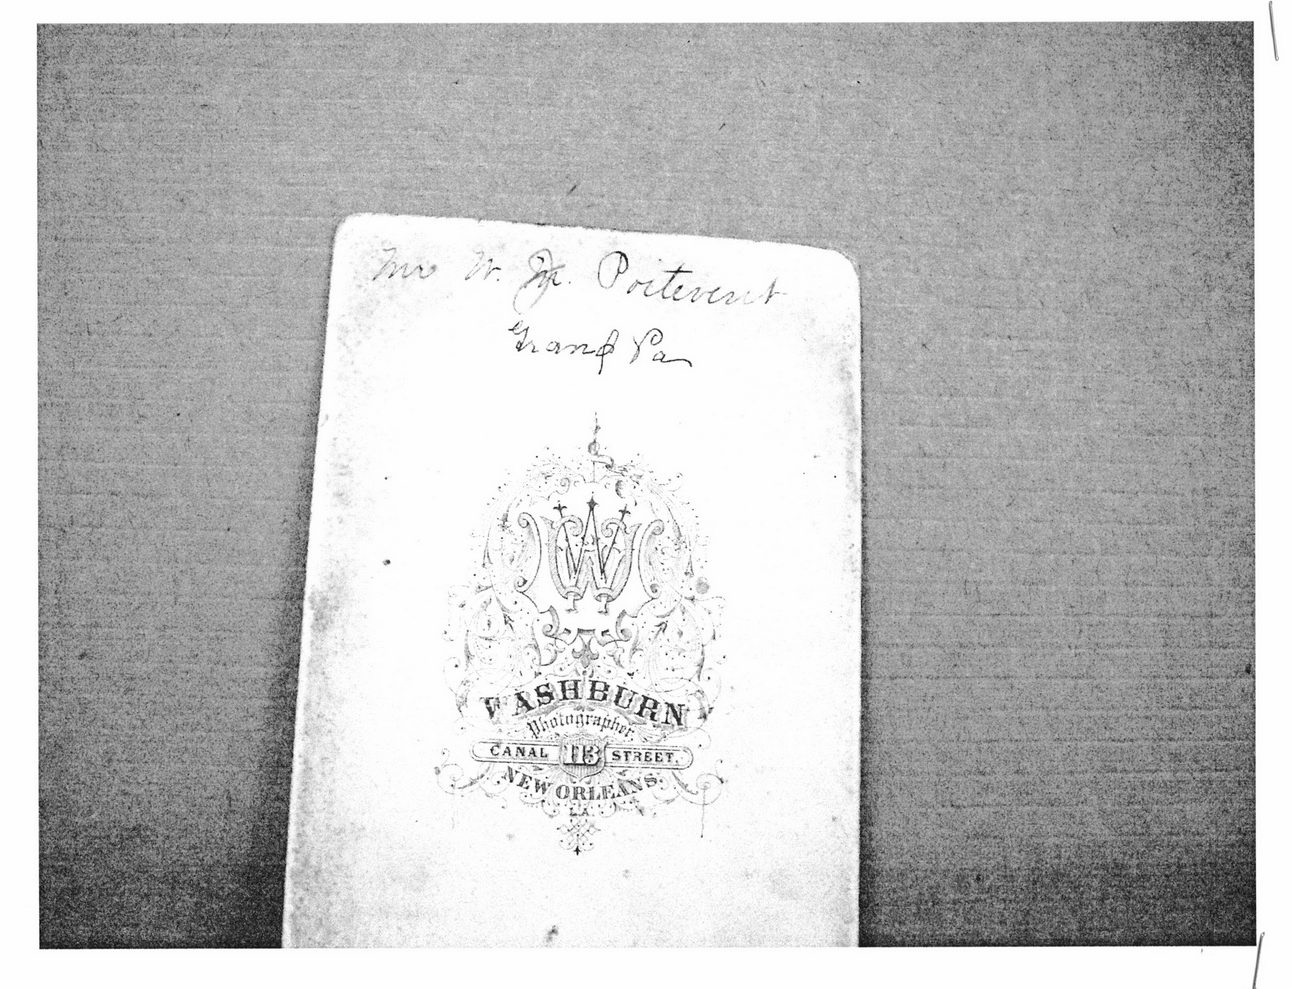 Mr W. J. Poitevent
Grand Pa
W
WASHBURN
Photographer.
CANAL 113 STREET.
NEW ORLEANS.
LA.